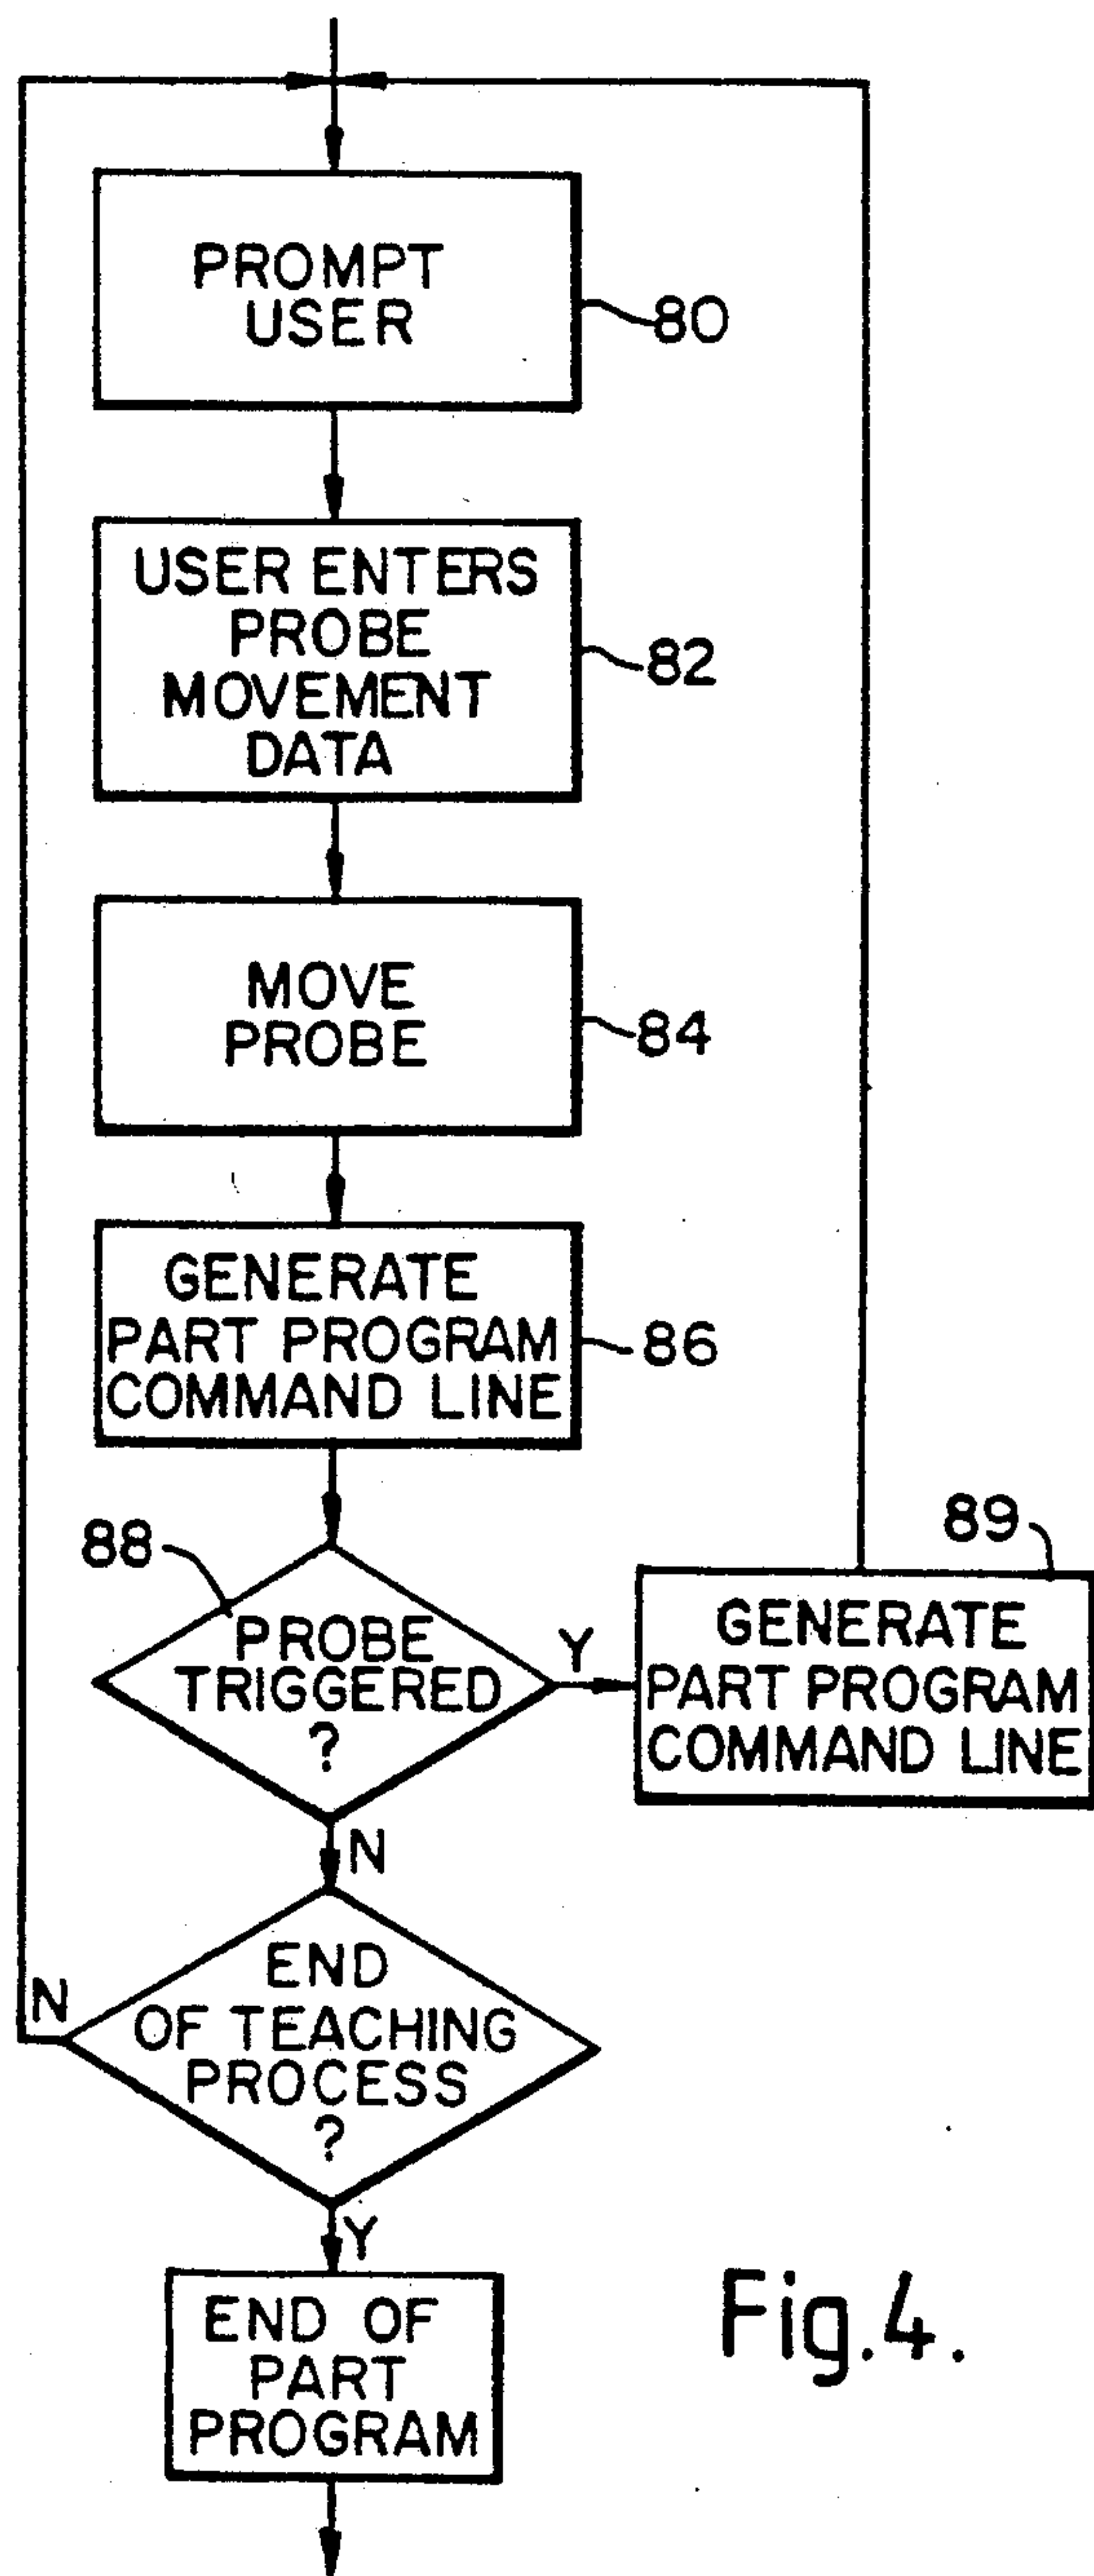 PROMPT
USER
80
USER ENTERS
PROBE
MOVEMENT
DATA
82
MOVE
PROBE
84
GENERATE
PART PROGRAM
COMMAND LINE
86
88
PROBE
TRIGGERED
?
Y
89
GENERATE
PART PROGRAM
COMMAND LINE
N
END
OF TEACHING
PROCESS
?
N
Y
END OF
PART
PROGRAM
Fig.4.